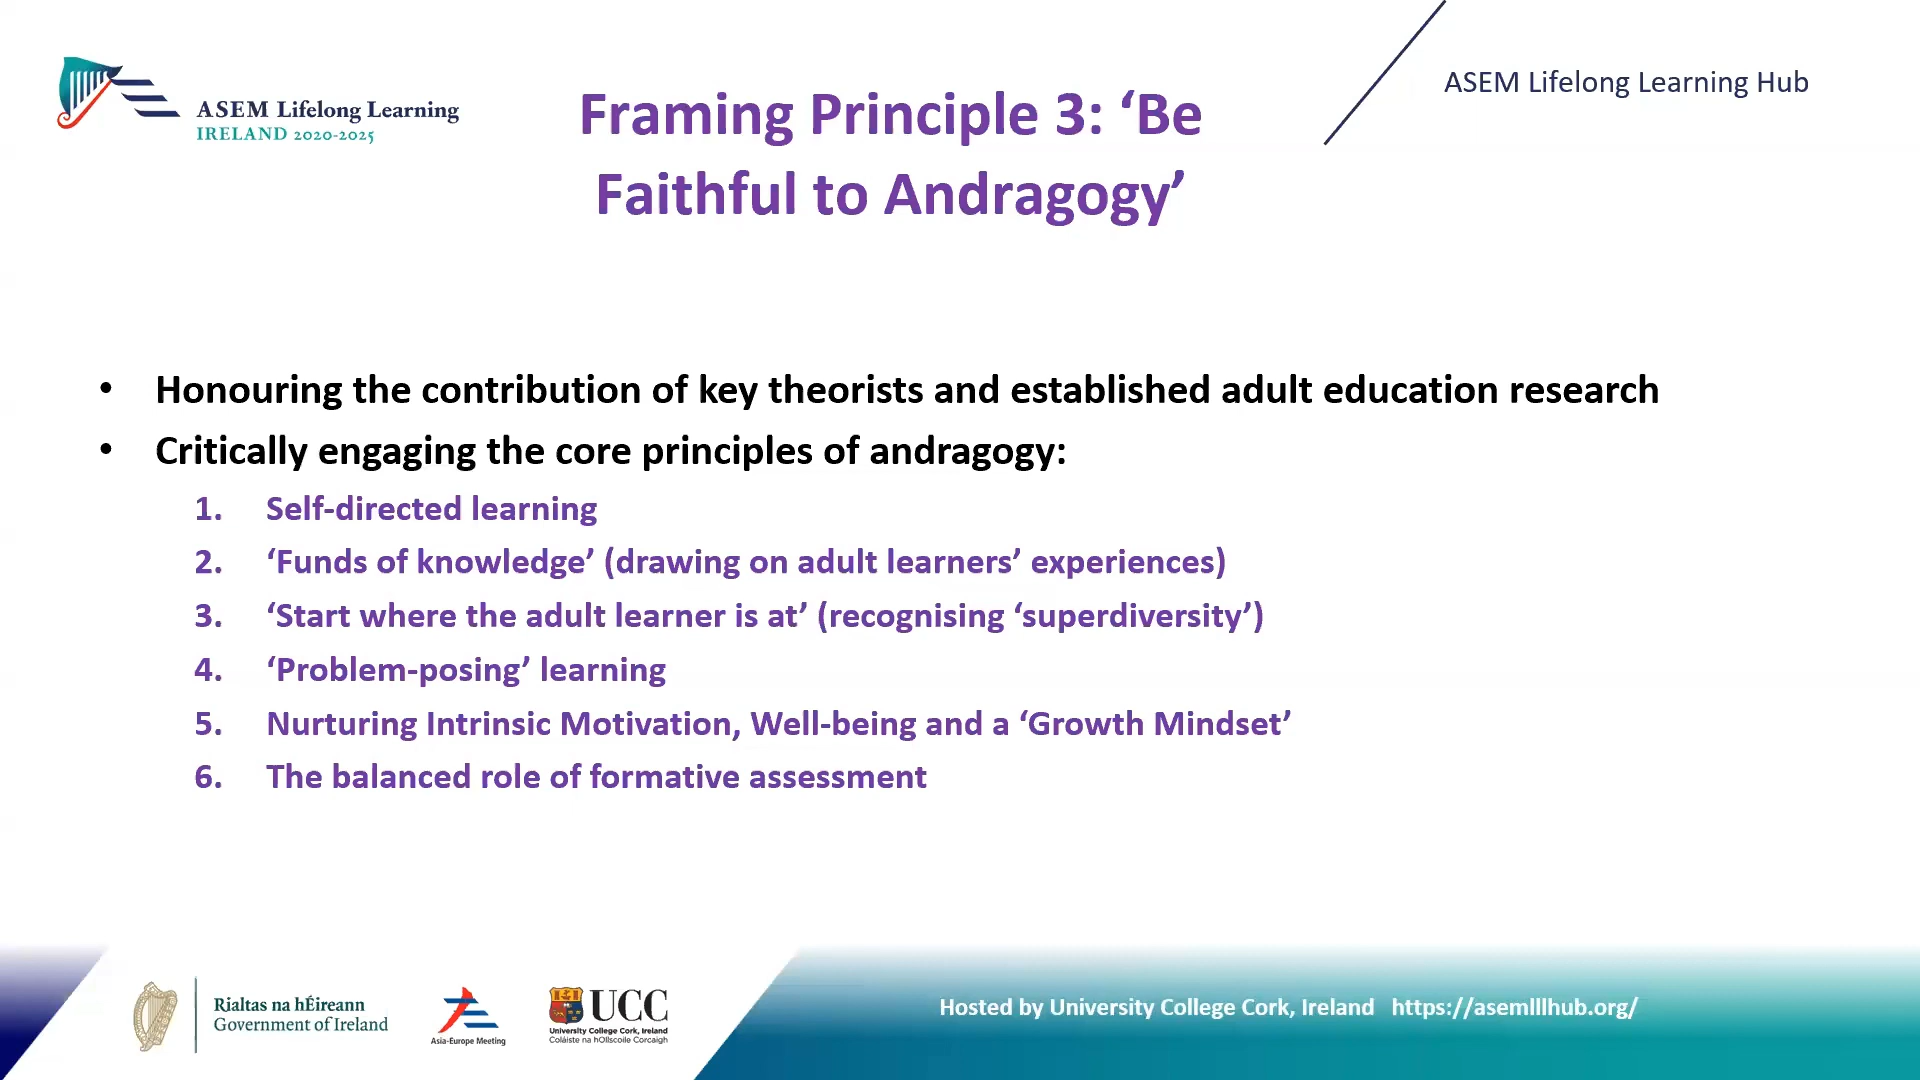 ASEM Lifelong Learning
IRELAND 2020-2025
ASEM Lifelong Learning Hub
Framing Principle 3: ‘Be
Faithful to Andragogy’
• Honouring the contribution of key theorists and established adult education research
• Critically engaging the core principles of andragogy:
1. Self-directed learning
2. ‘Funds of knowledge’ (drawing on adult learners’ experiences)
3. ‘Start where the adult learner is at’ (recognising ‘superdiversity’)
4. ‘Problem-posing’ learning
5. Nurturing Intrinsic Motivation, Well-being and a ‘Growth Mindset’
6. The balanced role of formative assessment
Rialtas na hÉireann
Government of Ireland
Asia-Europe Meeting
UCC
University College Cork, Ireland
Coláiste na hOllscoile Corcaigh
Hosted by University College Cork, Ireland https://asemlllhub.org/